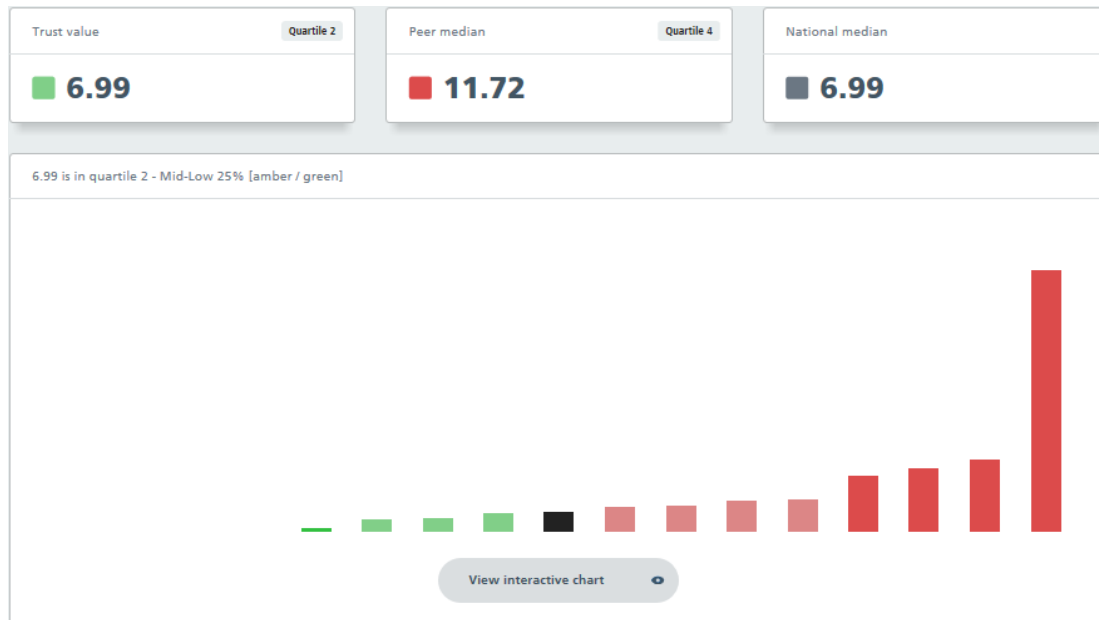 Trust value
Quartile 2
Peer median
Quartile 4
National median
6.99
11.72
6.99
6.99 is in quartile 2 - Mid-Low 25% [amber / green]
View interactive chart